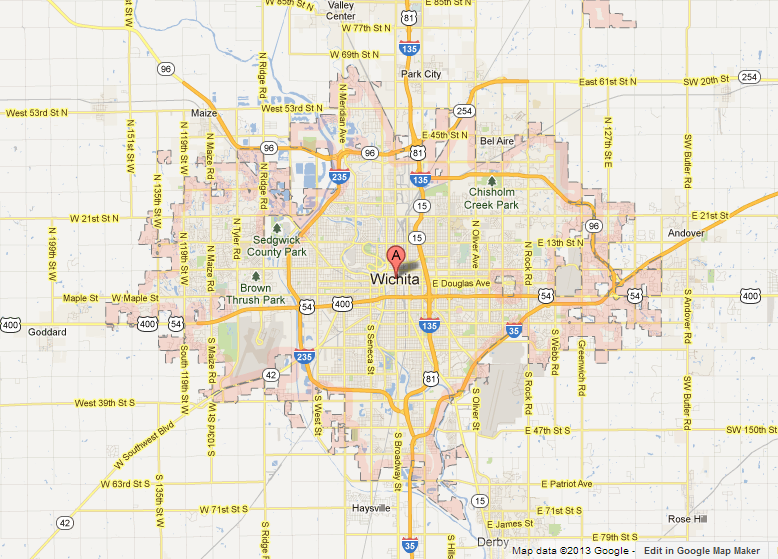 W 85th St N
Valley
Center
81
E 85th St N
W 77th St N
W 69th St N
135
Park City
96
N Ridge Rd
East 61st St N
SW 20th St
254
West 53rd St N
Maize
West 53rd St N
N Meridian Ave
254
N 151st St W
N 119th St W
N Maize Rd
E 45th St N
Bel Aire
N 127th St E
SW Butler Rd
96
96
81
N 135th St W
N Ridge Rd
235
135
Chisholm
Creek Park
15
W 21st St N
N 199th St W
N Tyler Rd
Sedgwick
County Park
15
N Oliver Ave
N Rock Rd
96
E 21st St
E 13th St N
Andover
N 119th St W
N Maize Rd
A
Wichita
Brown
Thrush Park
E Douglas Ave
Maple St
W Maple St
54
400
54
54
400
400
400
54
Goddard
135
35
S Andover Rd
S Seneca St
235
S Webb Rd
Greenwich Rd
South 119th St W
S Maize Rd
42
81
S Rock Rd
SW Butler Rd
West 39th St S
S 103rd St W
S West St
S Oliver St
W Southwest Blvd
S Broadway St
E 47th St S
SW 150th St
W 63rd St S
S 135th St W
15
E Patriot Ave
W 71st St S
Haysville
E 71st St S
42
E James St
Rose Hill
S Ridge R
35
S Hills
Derby
E 79th St S
Map data ©2013 Google - Edit in Google Map Maker